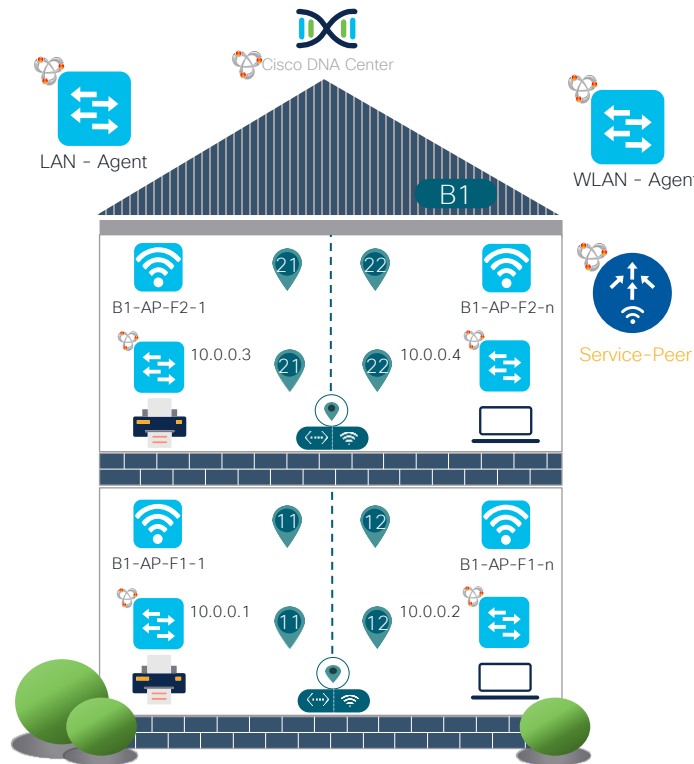 Cisco DNA Center
LAN - Agent
WLAN - Agent
B1
21
22
B1-AP-F2-1
B1-AP-F2-n
Service-Peer
10.0.0.3
21
22
10.0.0.4
11
12
B1-AP-F1-1
B1-AP-F1-n
10.0.0.1
11
12
10.0.0.2